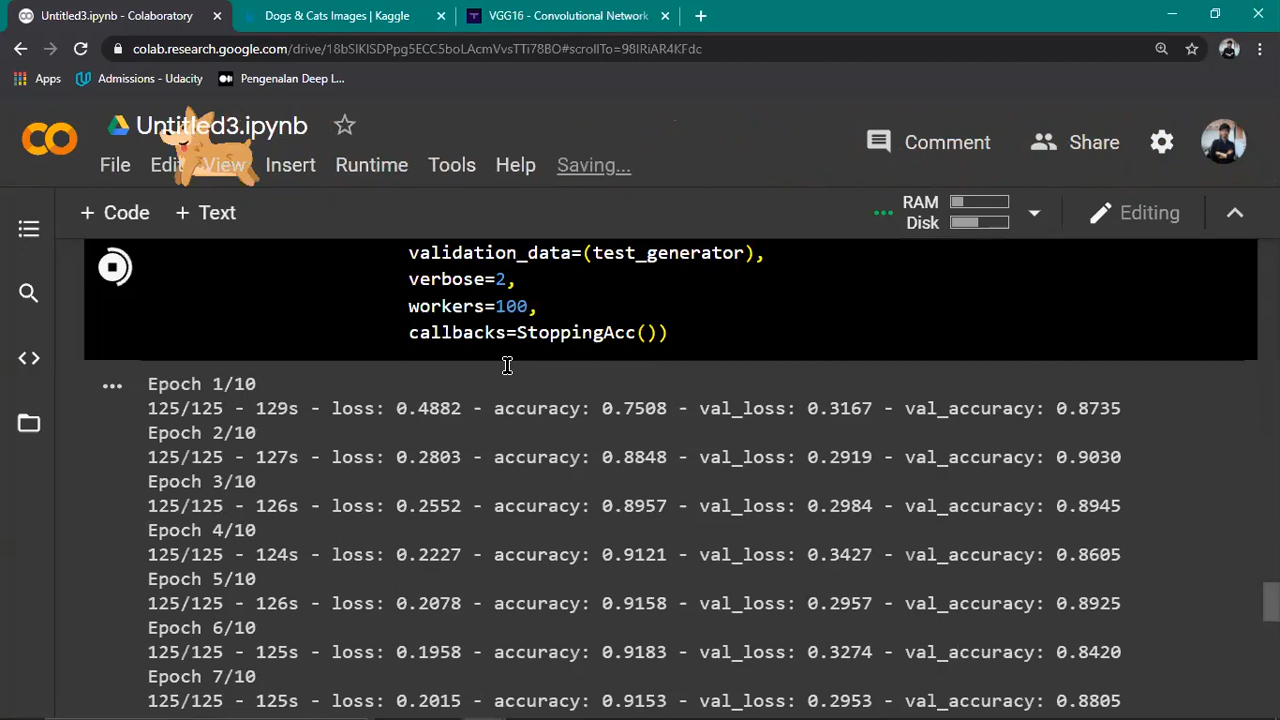 Untitled3.ipynb - Colaboratory
Dogs & Cats Images | Kaggle
VGG16 - Convolutional Network
colab.research.google.com/drive/18bSlKlSDPpg5ECC5boLAcmVvsTTi78BO#scrollTo=98lRiAR4KFdc
Apps
Admissions - Udacity
Pengenalan Deep L...
Untitled3.ipynb
Comment
Share
File Edit View Insert Runtime Tools Help Saving...
+ Code + Text
RAM
Disk
Editing
validation_data=(test_generator),
verbose=2,
workers=100,
callbacks=StoppingAcc())
Epoch 1/10
125/125 - 129s - loss: 0.4882 - accuracy: 0.7508 - val_loss: 0.3167 - val_accuracy: 0.8735
Epoch 2/10
125/125 - 127s - loss: 0.2803 - accuracy: 0.8848 - val_loss: 0.2919 - val_accuracy: 0.9030
Epoch 3/10
125/125 - 126s - loss: 0.2552 - accuracy: 0.8957 - val_loss: 0.2984 - val_accuracy: 0.8945
Epoch 4/10
125/125 - 124s - loss: 0.2227 - accuracy: 0.9121 - val_loss: 0.3427 - val_accuracy: 0.8605
Epoch 5/10
125/125 - 126s - loss: 0.2078 - accuracy: 0.9158 - val_loss: 0.2957 - val_accuracy: 0.8925
Epoch 6/10
125/125 - 125s - loss: 0.1958 - accuracy: 0.9183 - val_loss: 0.3274 - val_accuracy: 0.8420
Epoch 7/10
125/125 - 125s - loss: 0.2015 - accuracy: 0.9153 - val_loss: 0.2953 - val_accuracy: 0.8805